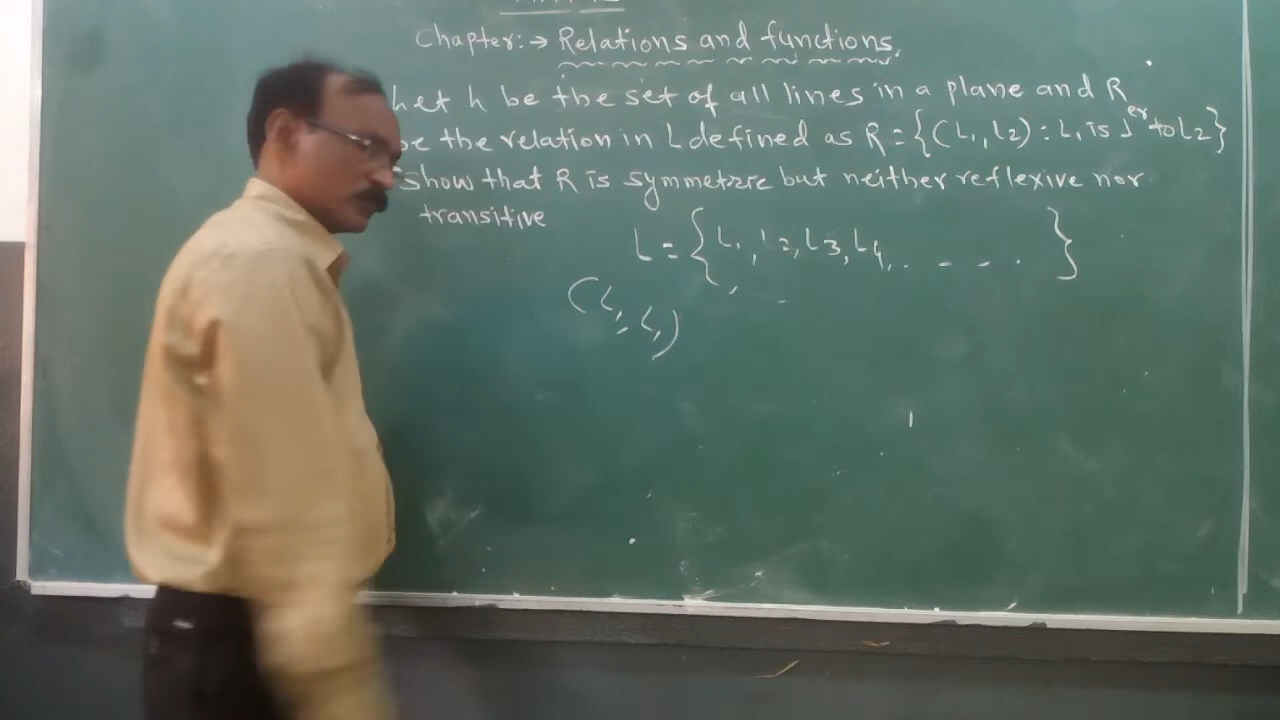 Chapter:→ Relations and functions.
Let L be the set of all lines in a plane and R
be the relation in L defined as R = {(L1, L2) : L1 is ⊥er to L2}
show that R is symmetric but neither reflexive nor
transitive
L = {L1, L2, L3, L4, . - - - . }
(L1, L1)